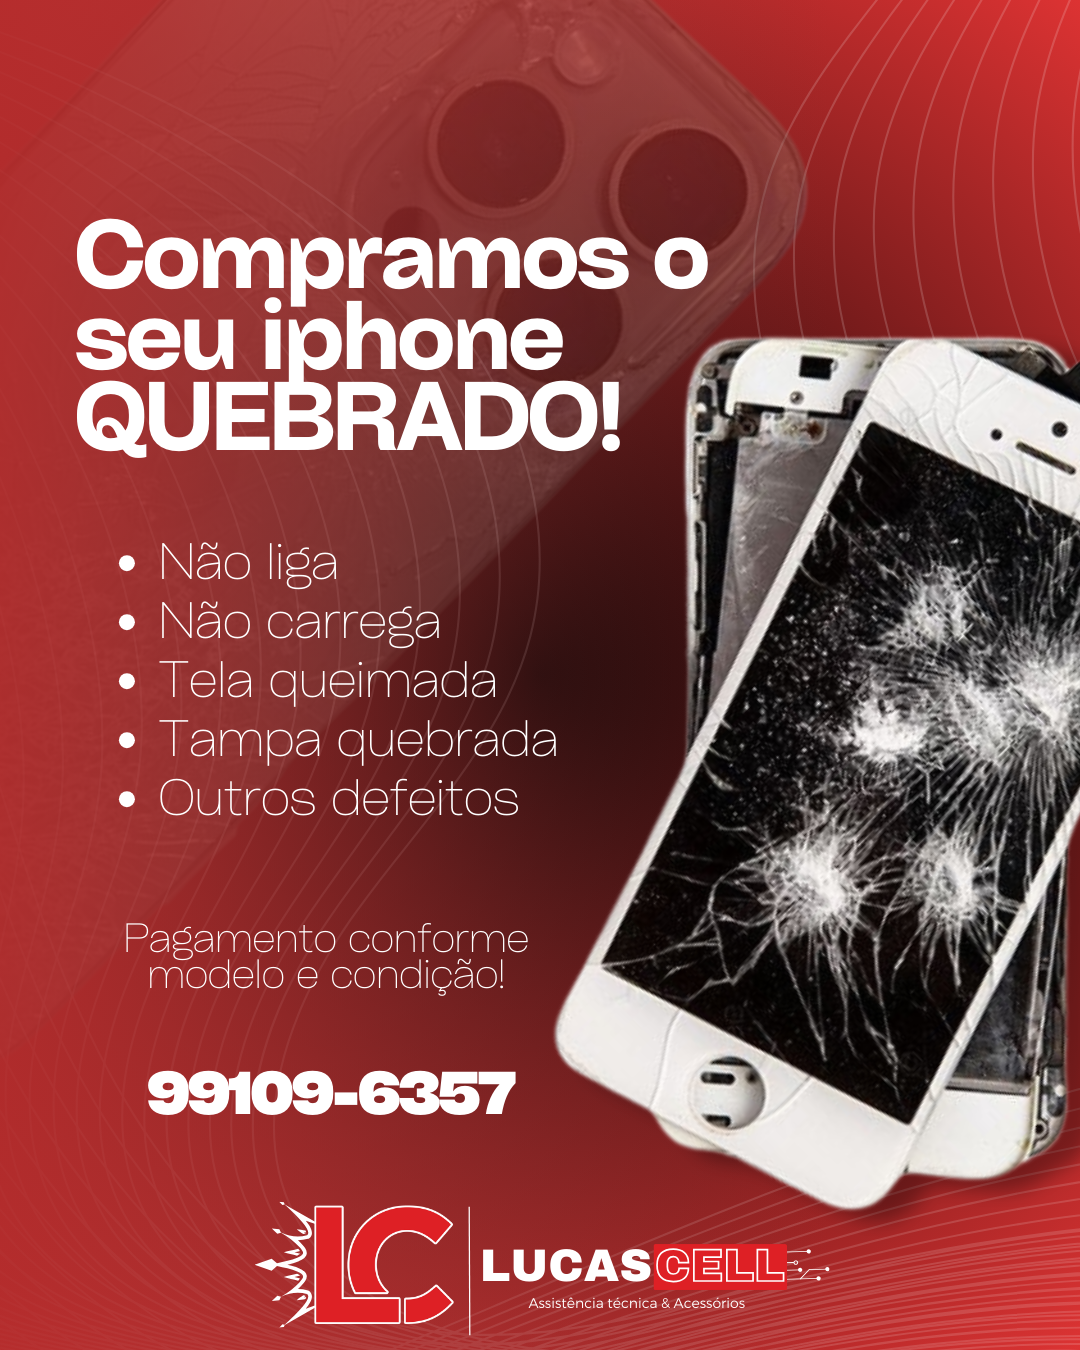 Compramos o
seu iphone
QUEBRADO!
• Não liga
• Não carrega
• Tela queimada
• Tampa quebrada
• Outros defeitos
Pagamento conforme
modelo e condição!
99109-6357
LC
LUCASCELL
Assistência técnica & Acessórios